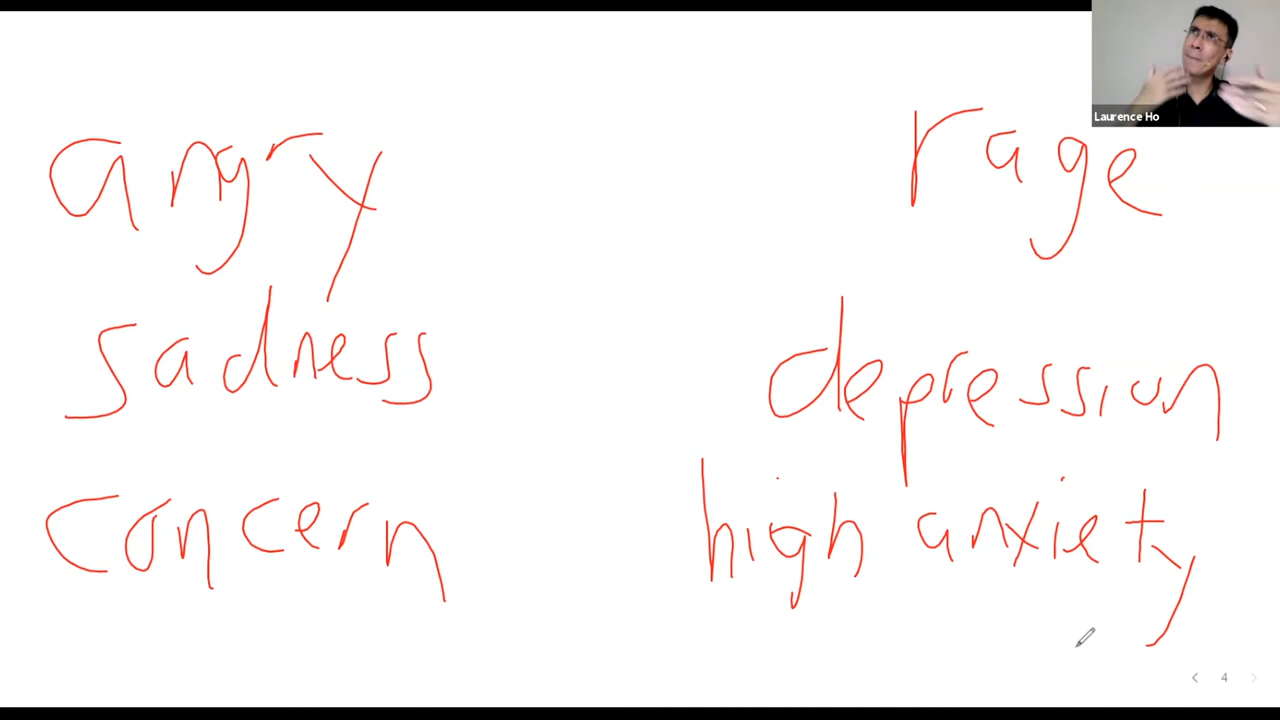 Laurence Ho
angry rage
sadness depression
concern high anxiety
4